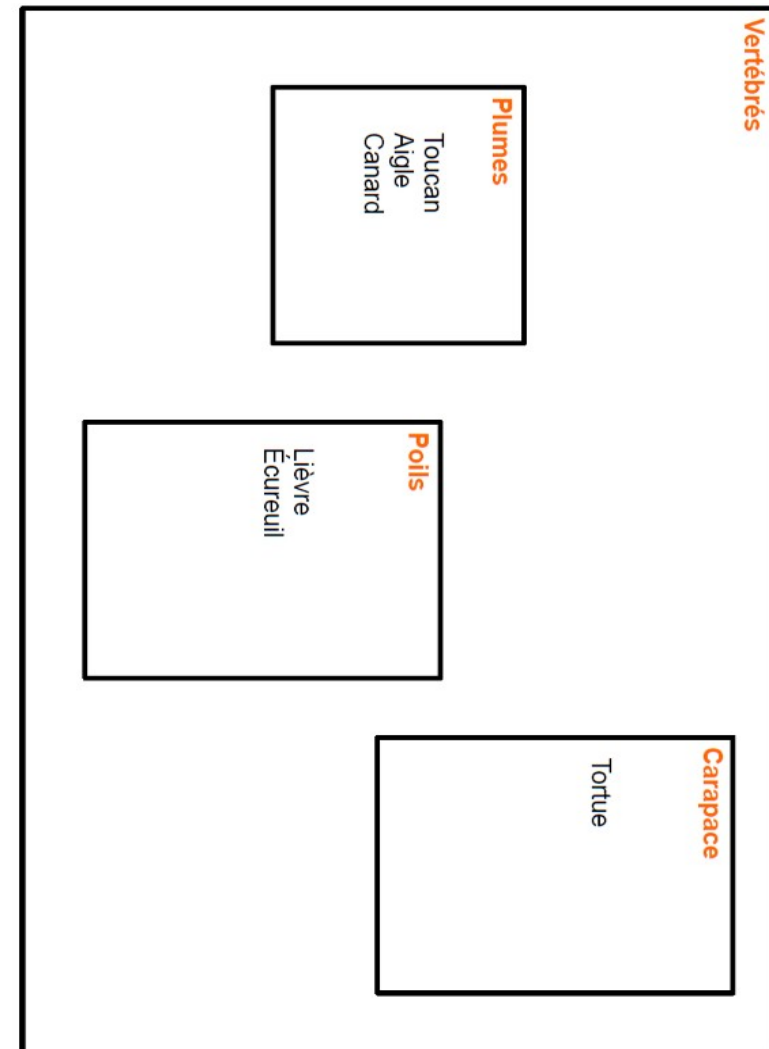 Vertébrés
Plumes
Toucan
Aigle
Canard
Poils
Lièvre
Écureuil
Carapace
Tortue